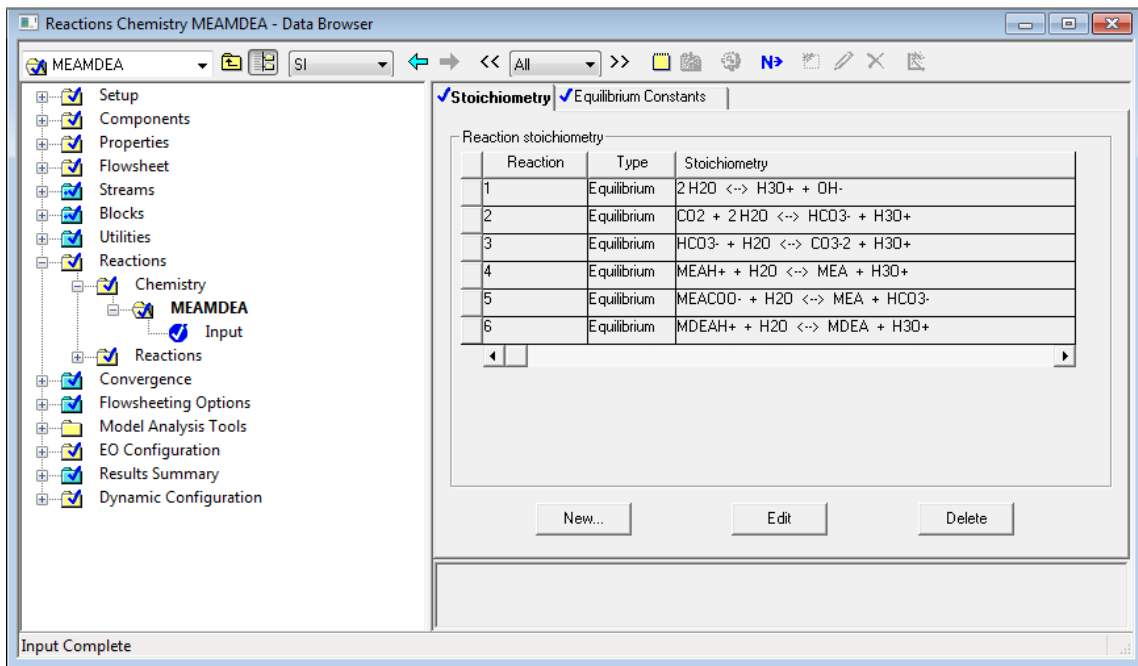 Reactions Chemistry MEAMDEA - Data Browser
MEAMDEA SI << All >> N
Setup
Components
Properties
Flowsheet
Streams
Blocks
Utilities
Reactions
Chemistry
MEAMDEA
Input
Reactions
Convergence
Flowsheeting Options
Model Analysis Tools
EO Configuration
Results Summary
Dynamic Configuration
Stoichiometry Equilibrium Constants
Reaction stoichiometry
Reaction Type Stoichiometry
1 Equilibrium 2 H2O <--> H3O+ + OH-
2 Equilibrium CO2 + 2 H2O <--> HCO3- + H3O+
3 Equilibrium HCO3- + H2O <--> CO3-2 + H3O+
4 Equilibrium MEAH+ + H2O <--> MEA + H3O+
5 Equilibrium MEACOO- + H2O <--> MEA + HCO3-
6 Equilibrium MDEAH+ + H2O <--> MDEA + H3O+
New... Edit Delete
Input Complete